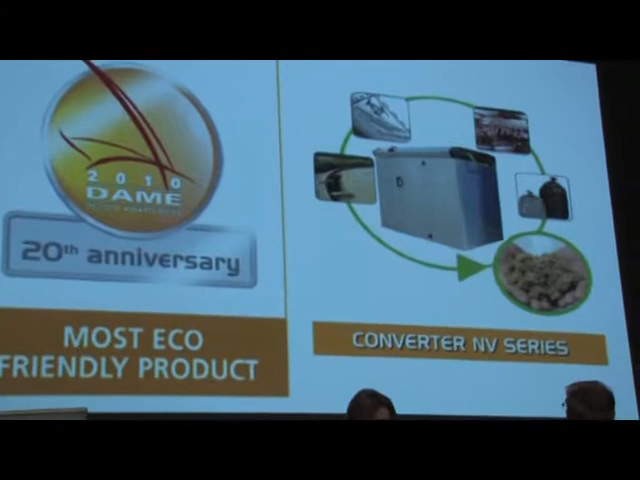 2010
DAME
20th anniversary
MOST ECO
FRIENDLY PRODUCT
CONVERTER NV SERIES